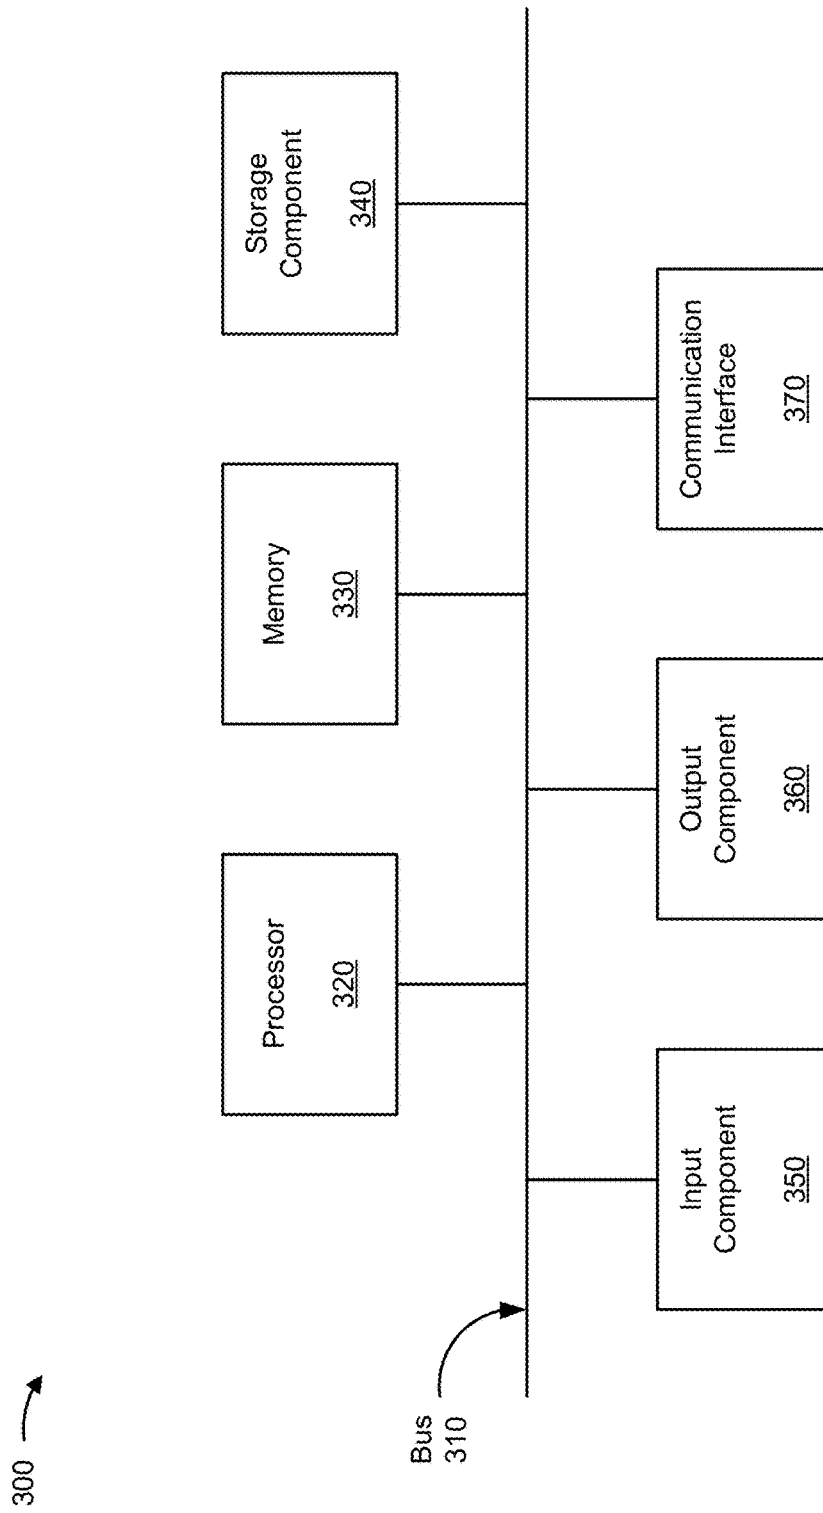 300
Bus
310
Processor
320
Memory
330
Storage
Component
340
Input
Component
350
Output
Component
360
Communication
Interface
370